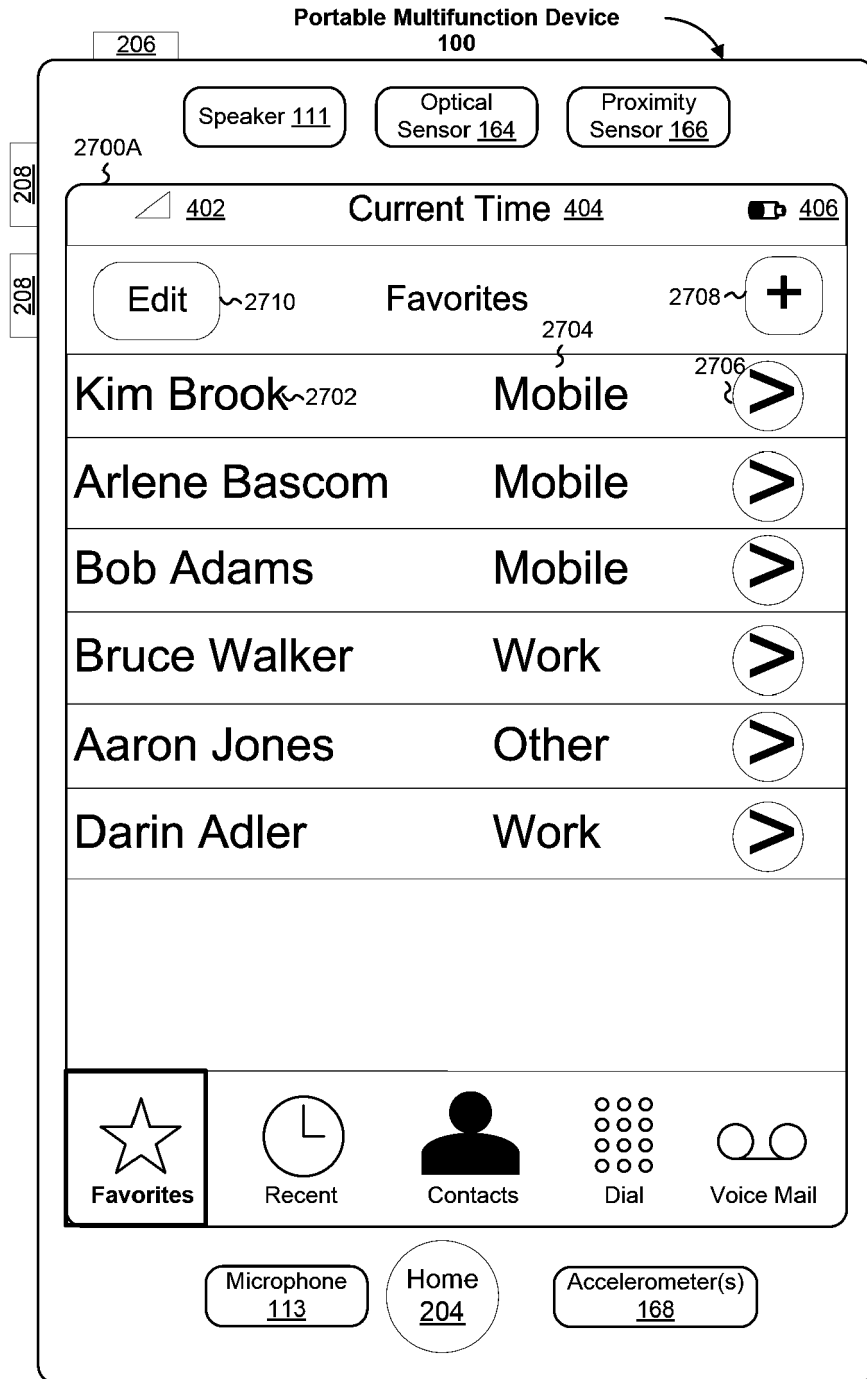 Portable Multifunction Device
100
206
Speaker 111
Optical
Sensor 164
Proximity
Sensor 166
2700A
208
402 Current Time 404 406
208
Edit 2710 Favorites 2708 +
2704
2706
Kim Brook 2702 Mobile >
Arlene Bascom Mobile >
Bob Adams Mobile >
Bruce Walker Work >
Aaron Jones Other >
Darin Adler Work >
Favorites Recent Contacts Dial Voice Mail
Microphone
113
Home
204
Accelerometer(s)
168